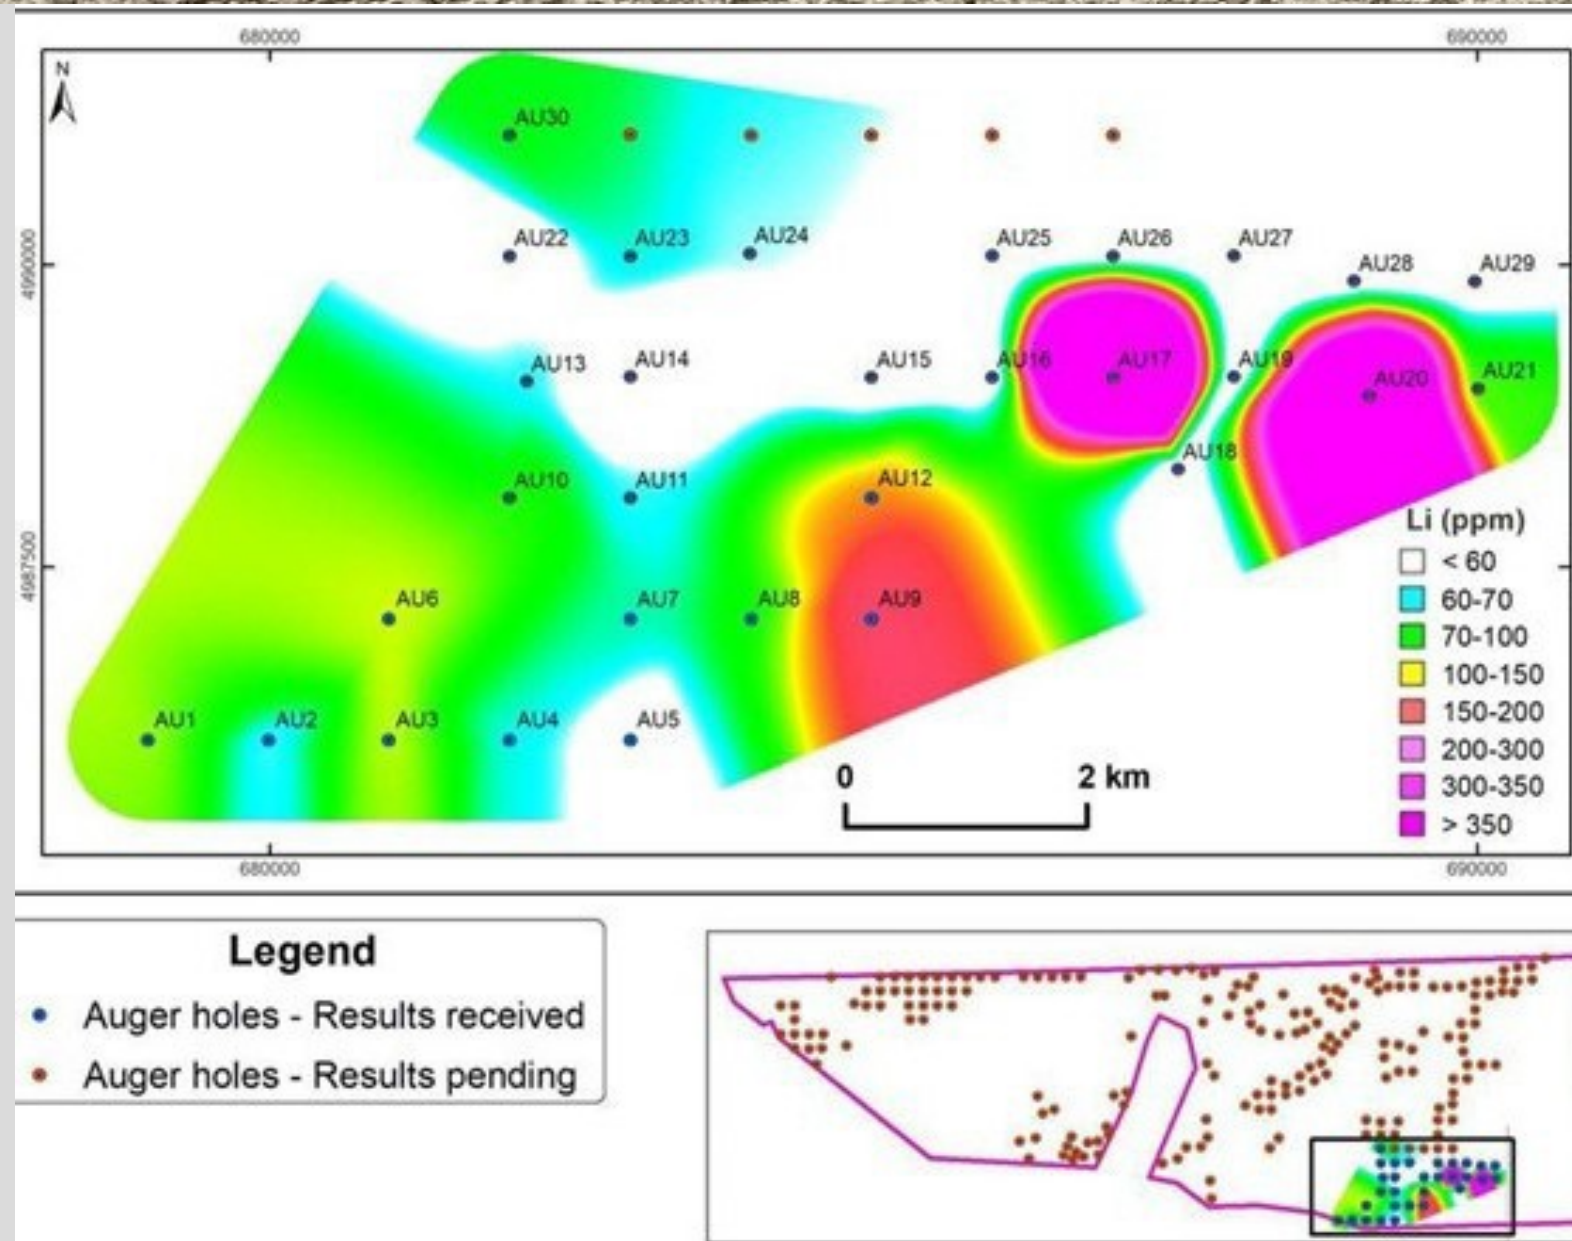 680000 690000
N
AU30
AU22 AU23 AU24 AU25 AU26 AU27
4990000
AU28 AU29
AU13 AU14 AU15 AU16 AU17 AU19 AU20 AU21
AU18
AU10 AU11 AU12
Li (ppm)
< 60
4987500
60-70
AU6 AU7 AU8 AU9
70-100
100-150
AU1 AU2 AU3 AU4 AU5
150-200
200-300
0 2 km
300-350
> 350
680000 690000
Legend
Auger holes - Results received
Auger holes - Results pending